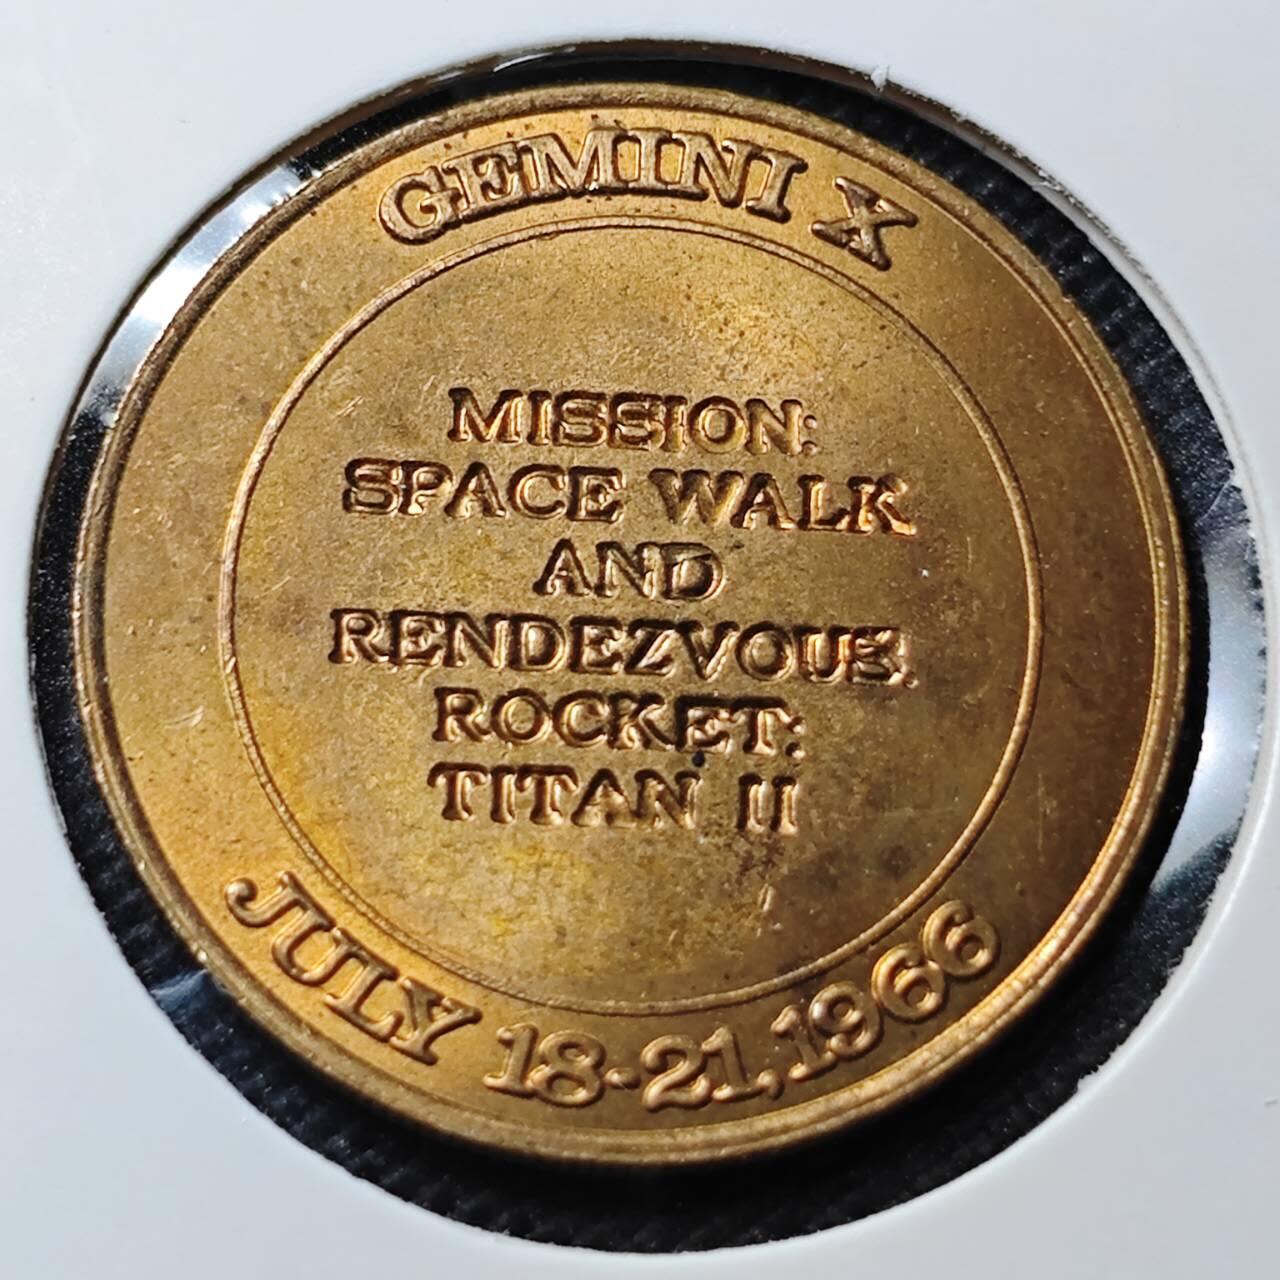 GEMINI X
MISSION:
SPACE WALK
AND
RENDEZVOUS.
ROCKET:
TITAN II
JULY 18-21, 1966